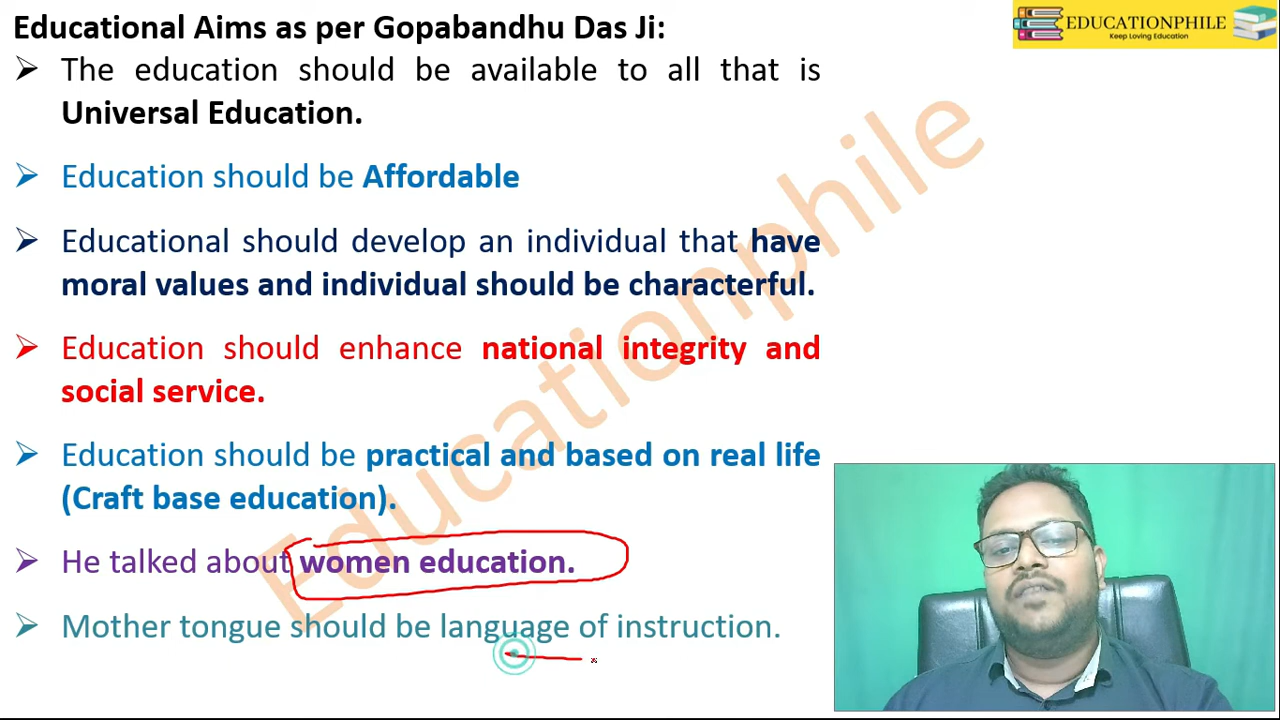 Educational Aims as per Gopabandhu Das Ji:
EDUCATIONPHILE
Keep Loving Education
➤ The education should be available to all that is
Universal Education.
➤ Education should be Affordable
➤ Educational should develop an individual that have
moral values and individual should be characterful.
➤ Education should enhance national integrity and
social service.
➤ Education should be practical and based on real life
(Craft base education).
➤ He talked about women education.
➤ Mother tongue should be language of instruction.
Educationphile